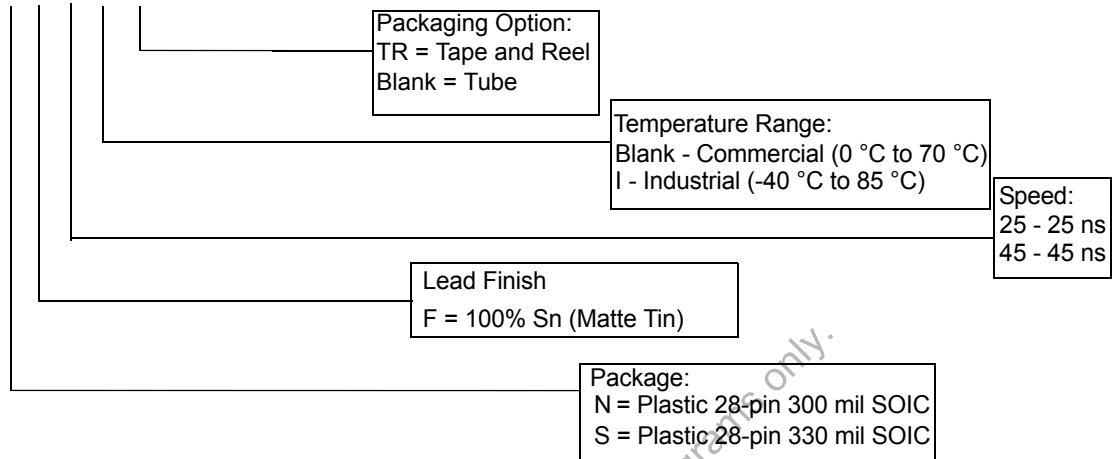 Packaging Option:
TR = Tape and Reel
Blank = Tube
Temperature Range:
Blank - Commercial (0 °C to 70 °C)
I - Industrial (-40 °C to 85 °C)
Speed:
25 - 25 ns
45 - 45 ns
Lead Finish
F = 100% Sn (Matte Tin)
Package:
N = Plastic 28-pin 300 mil SOIC
S = Plastic 28-pin 330 mil SOIC
only.